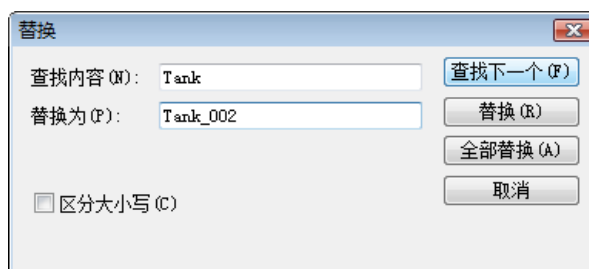 替换
查找内容(N): Tank
查找下一个(F)
替换为(P): Tank_002
替换(R)
全部替换(A)
取消
区分大小写(C)